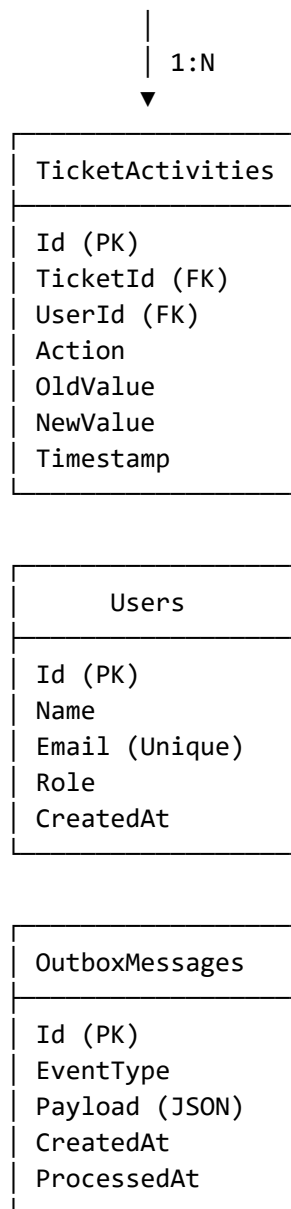 1:N
TicketActivities
Id (PK)
TicketId (FK)
UserId (FK)
Action
OldValue
NewValue
Timestamp
Users
Id (PK)
Name
Email (Unique)
Role
CreatedAt
OutboxMessages
Id (PK)
EventType
Payload (JSON)
CreatedAt
ProcessedAt